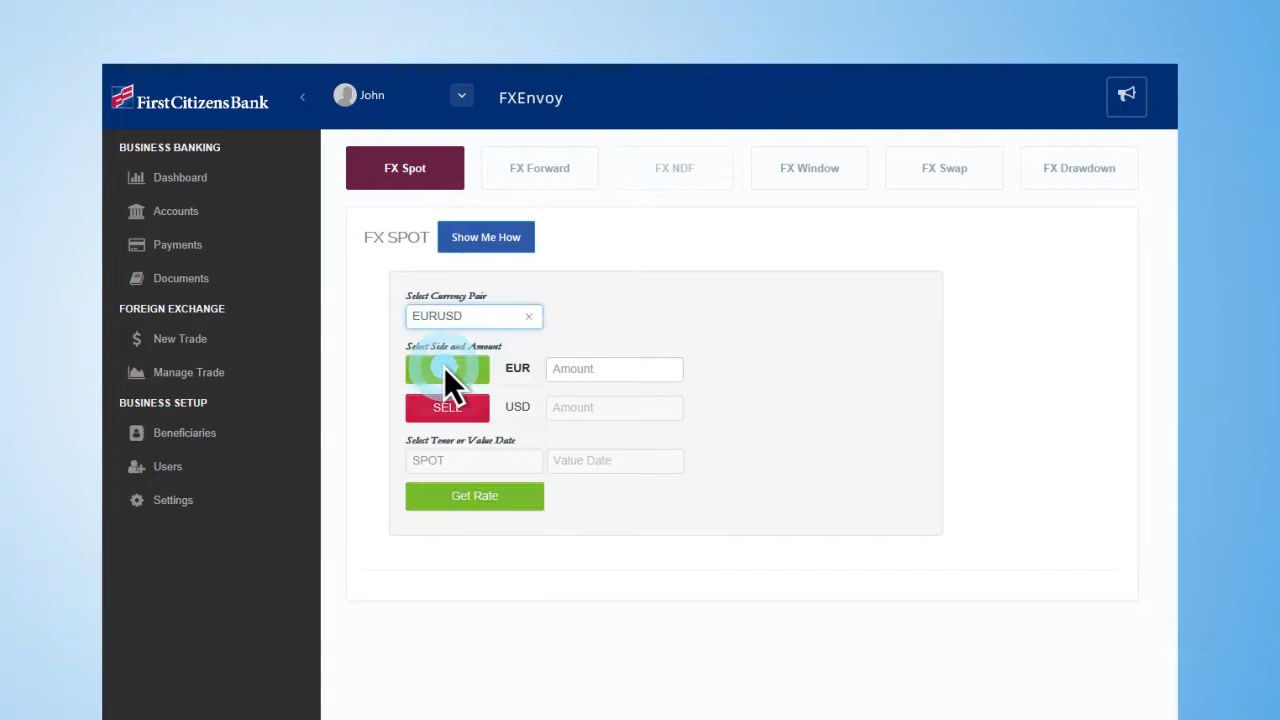 FirstCitizensBank
John
FXEnvoy
BUSINESS BANKING
Dashboard
Accounts
Payments
Documents
FOREIGN EXCHANGE
New Trade
Manage Trade
BUSINESS SETUP
Beneficiaries
Users
Settings
FX Spot
FX Forward
FX NDF
FX Window
FX Swap
FX Drawdown
FX SPOT
Show Me How
Select Currency Pair
EURUSD ×
Select Side and Amount
EUR
Amount
SELL
USD
Amount
Select Tenor or Value Date
SPOT
Value Date
Get Rate